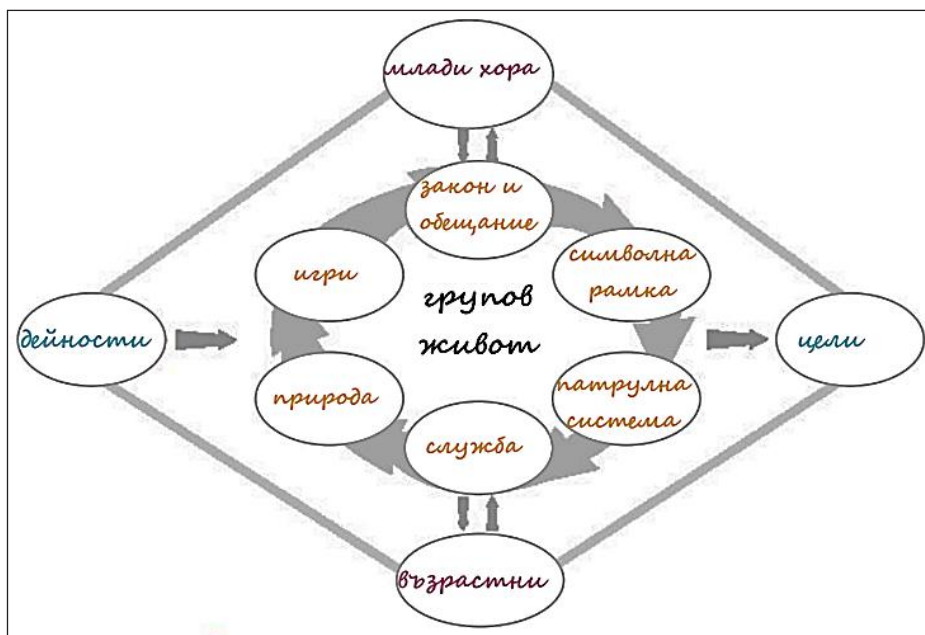 млади хора
закон и
обещание
игри
символна
рамка
групов
живот
дейности
цели
природа
патрулна
система
служба
възрастни